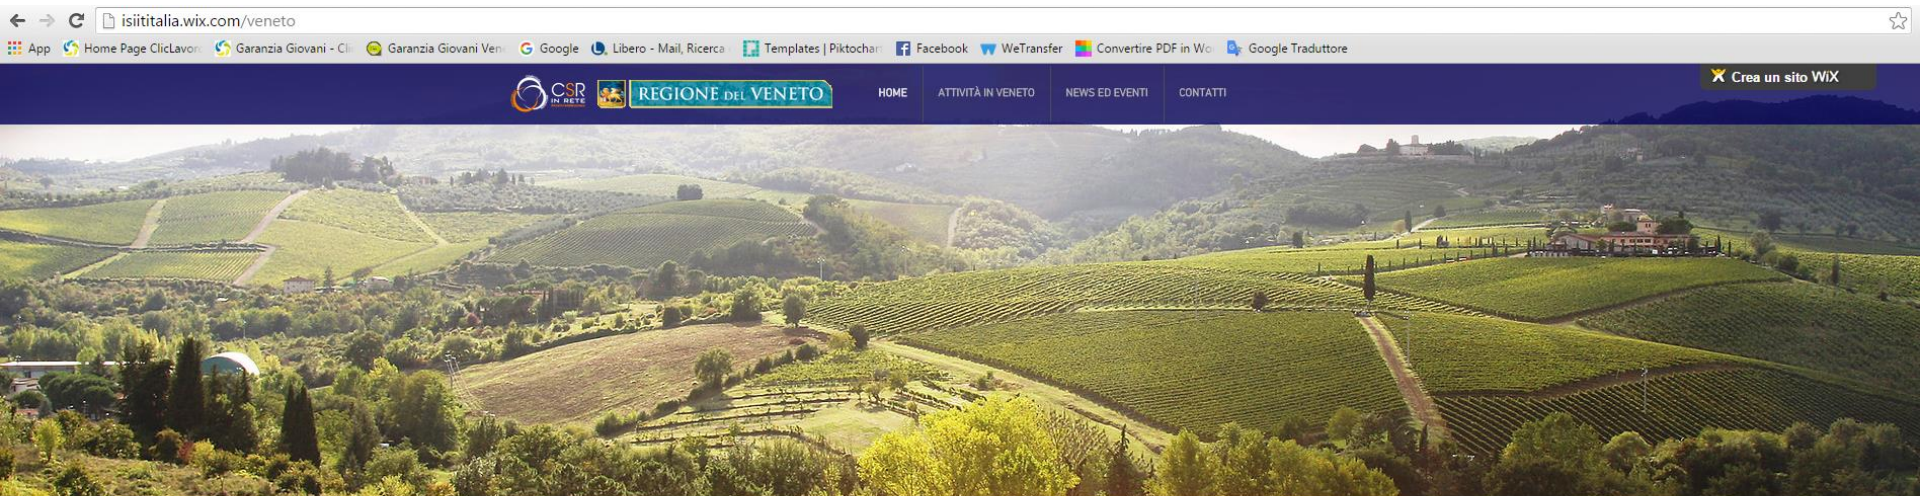 isiititalia.wix.com/veneto
App Home Page ClicLavor Garanzia Giovani - Cli Garanzia Giovani Ven Google Libero - Mail, Ricerca Templates | Piktochar Facebook WeTransfer Convertire PDF in Wo Google Traduttore
CSR IN RETE REGIONE DEL VENETO HOME ATTIVITÀ IN VENETO NEWS ED EVENTI CONTATTI Crea un sito WiX